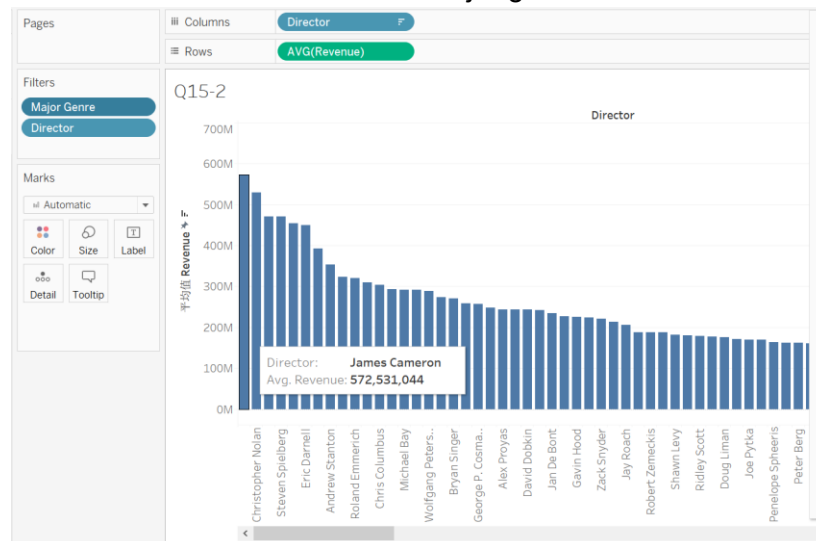 Pages
Columns
Director
Rows
AVG(Revenue)
Filters
Major Genre
Director
Marks
Automatic
Color
Size
Label
Detail
Tooltip
Q15-2
Director
平均值 Revenue
700M
600M
500M
400M
300M
200M
100M
0M
Director: James Cameron
Avg. Revenue: 572,531,044
Christopher Nolan
Steven Spielberg
Eric Darnell
Andrew Stanton
Roland Emmerich
Chris Columbus
Michael Bay
Wolfgang Peters..
Bryan Singer
George P. Cosma..
Alex Proyas
David Dobkin
Jan De Bont
Gavin Hood
Zack Snyder
Jay Roach
Robert Zemeckis
Shawn Levy
Ridley Scott
Doug Liman
Joe Pytka
Penelope Spheeris
Peter Berg